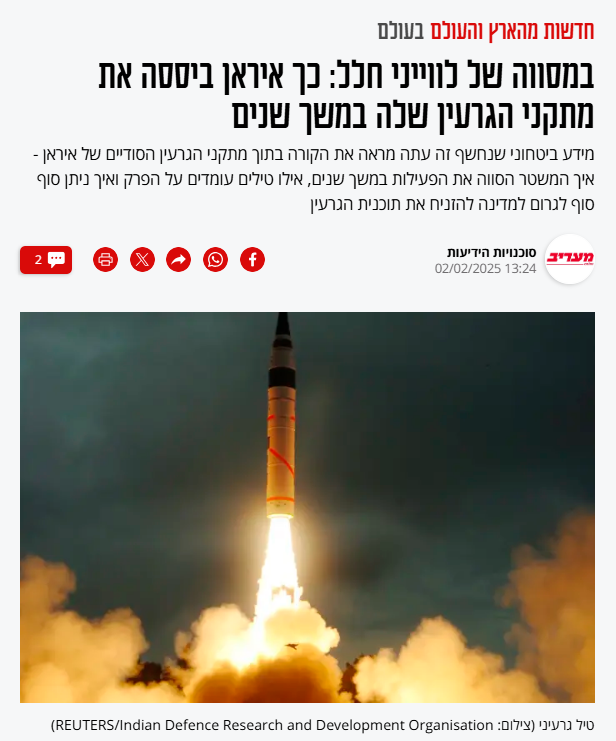 חדשות מהארץ והעולם בעולם
במסווה של לווייני חלל: כך איראן ביססה את
מתקני הגרעין שלה במשך שנים
מידע ביטחוני שנחשף זה עתה מראה את הקורה בתוך מתקני הגרעין הסודיים של איראן -
איך המשטר הסווה את הפעילות במשך שנים, אילו טילים עומדים על הפרק ואיך ניתן סוף
סוף לגרום למדינה להזניח את תוכנית הגרעין
מעריב
סוכנויות הידיעות
13:24 02/02/2025
2
טיל גרעיני (צילום: REUTERS/Indian Defence Research and Development Organisation)